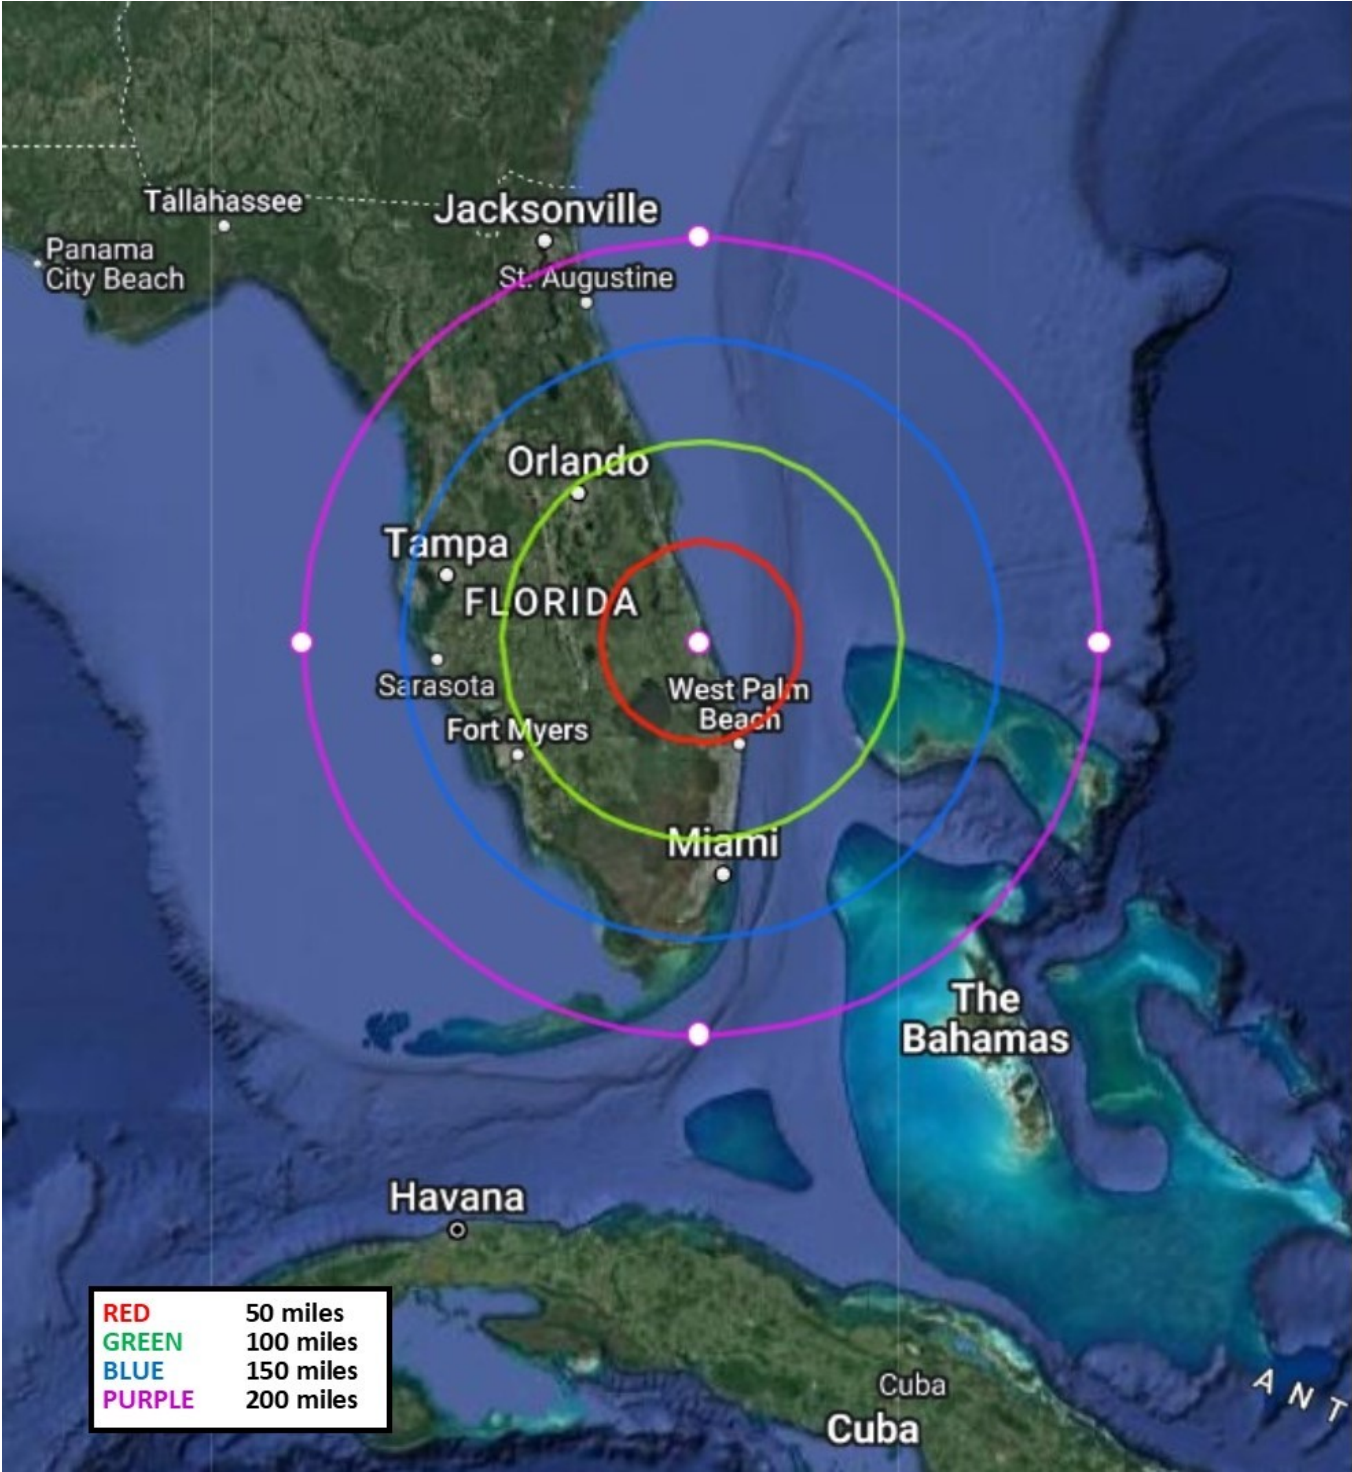 Tallahassee
Jacksonville
Panama
City Beach
St. Augustine
Orlando
Tampa
FLORIDA
Sarasota
West Palm
Beach
Fort Myers
Miami
The
Bahamas
Havana
RED 50 miles
GREEN 100 miles
BLUE 150 miles
PURPLE 200 miles
Cuba
Cuba
ANT